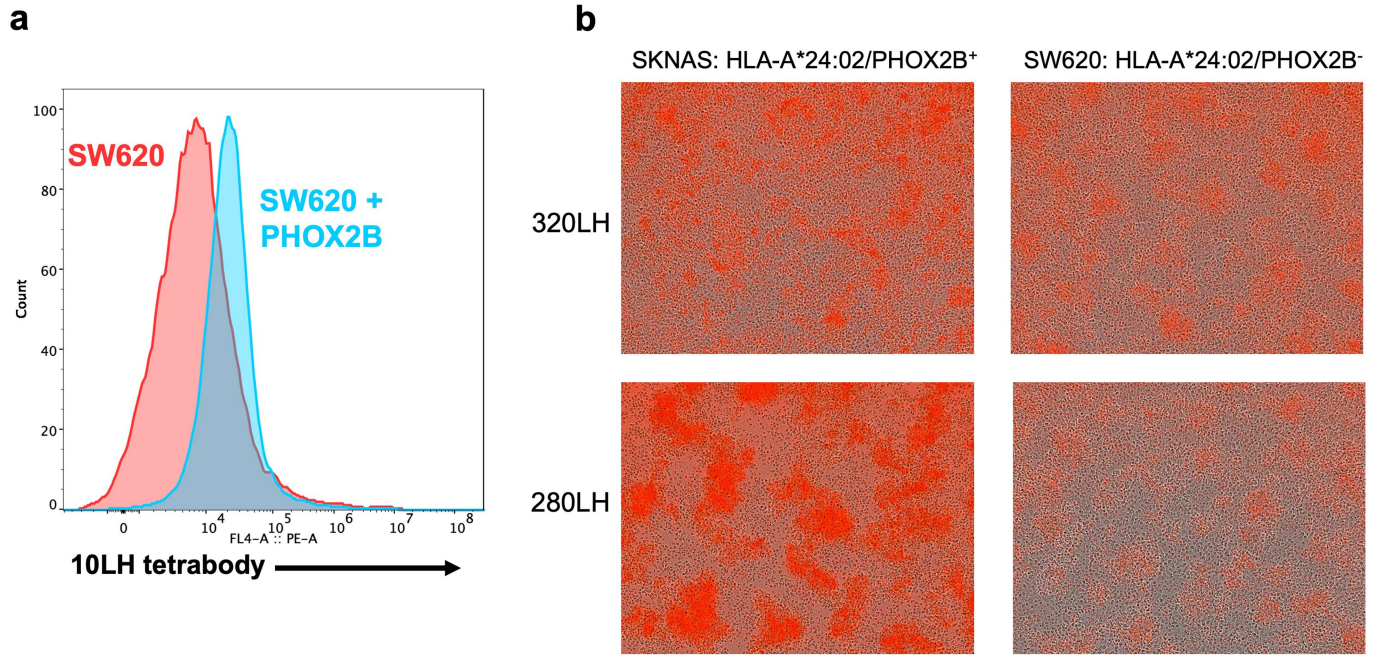 a
b
SKNAS: HLA-A*24:02/PHOX2B⁺
SW620: HLA-A*24:02/PHOX2B⁻
100
80
60
40
20
0
Count
SW620
SW620 +
PHOX2B
0
10⁴
10⁵
10⁶
10⁷
10⁸
FL4-A :: PE-A
10LH tetrabody
320LH
280LH